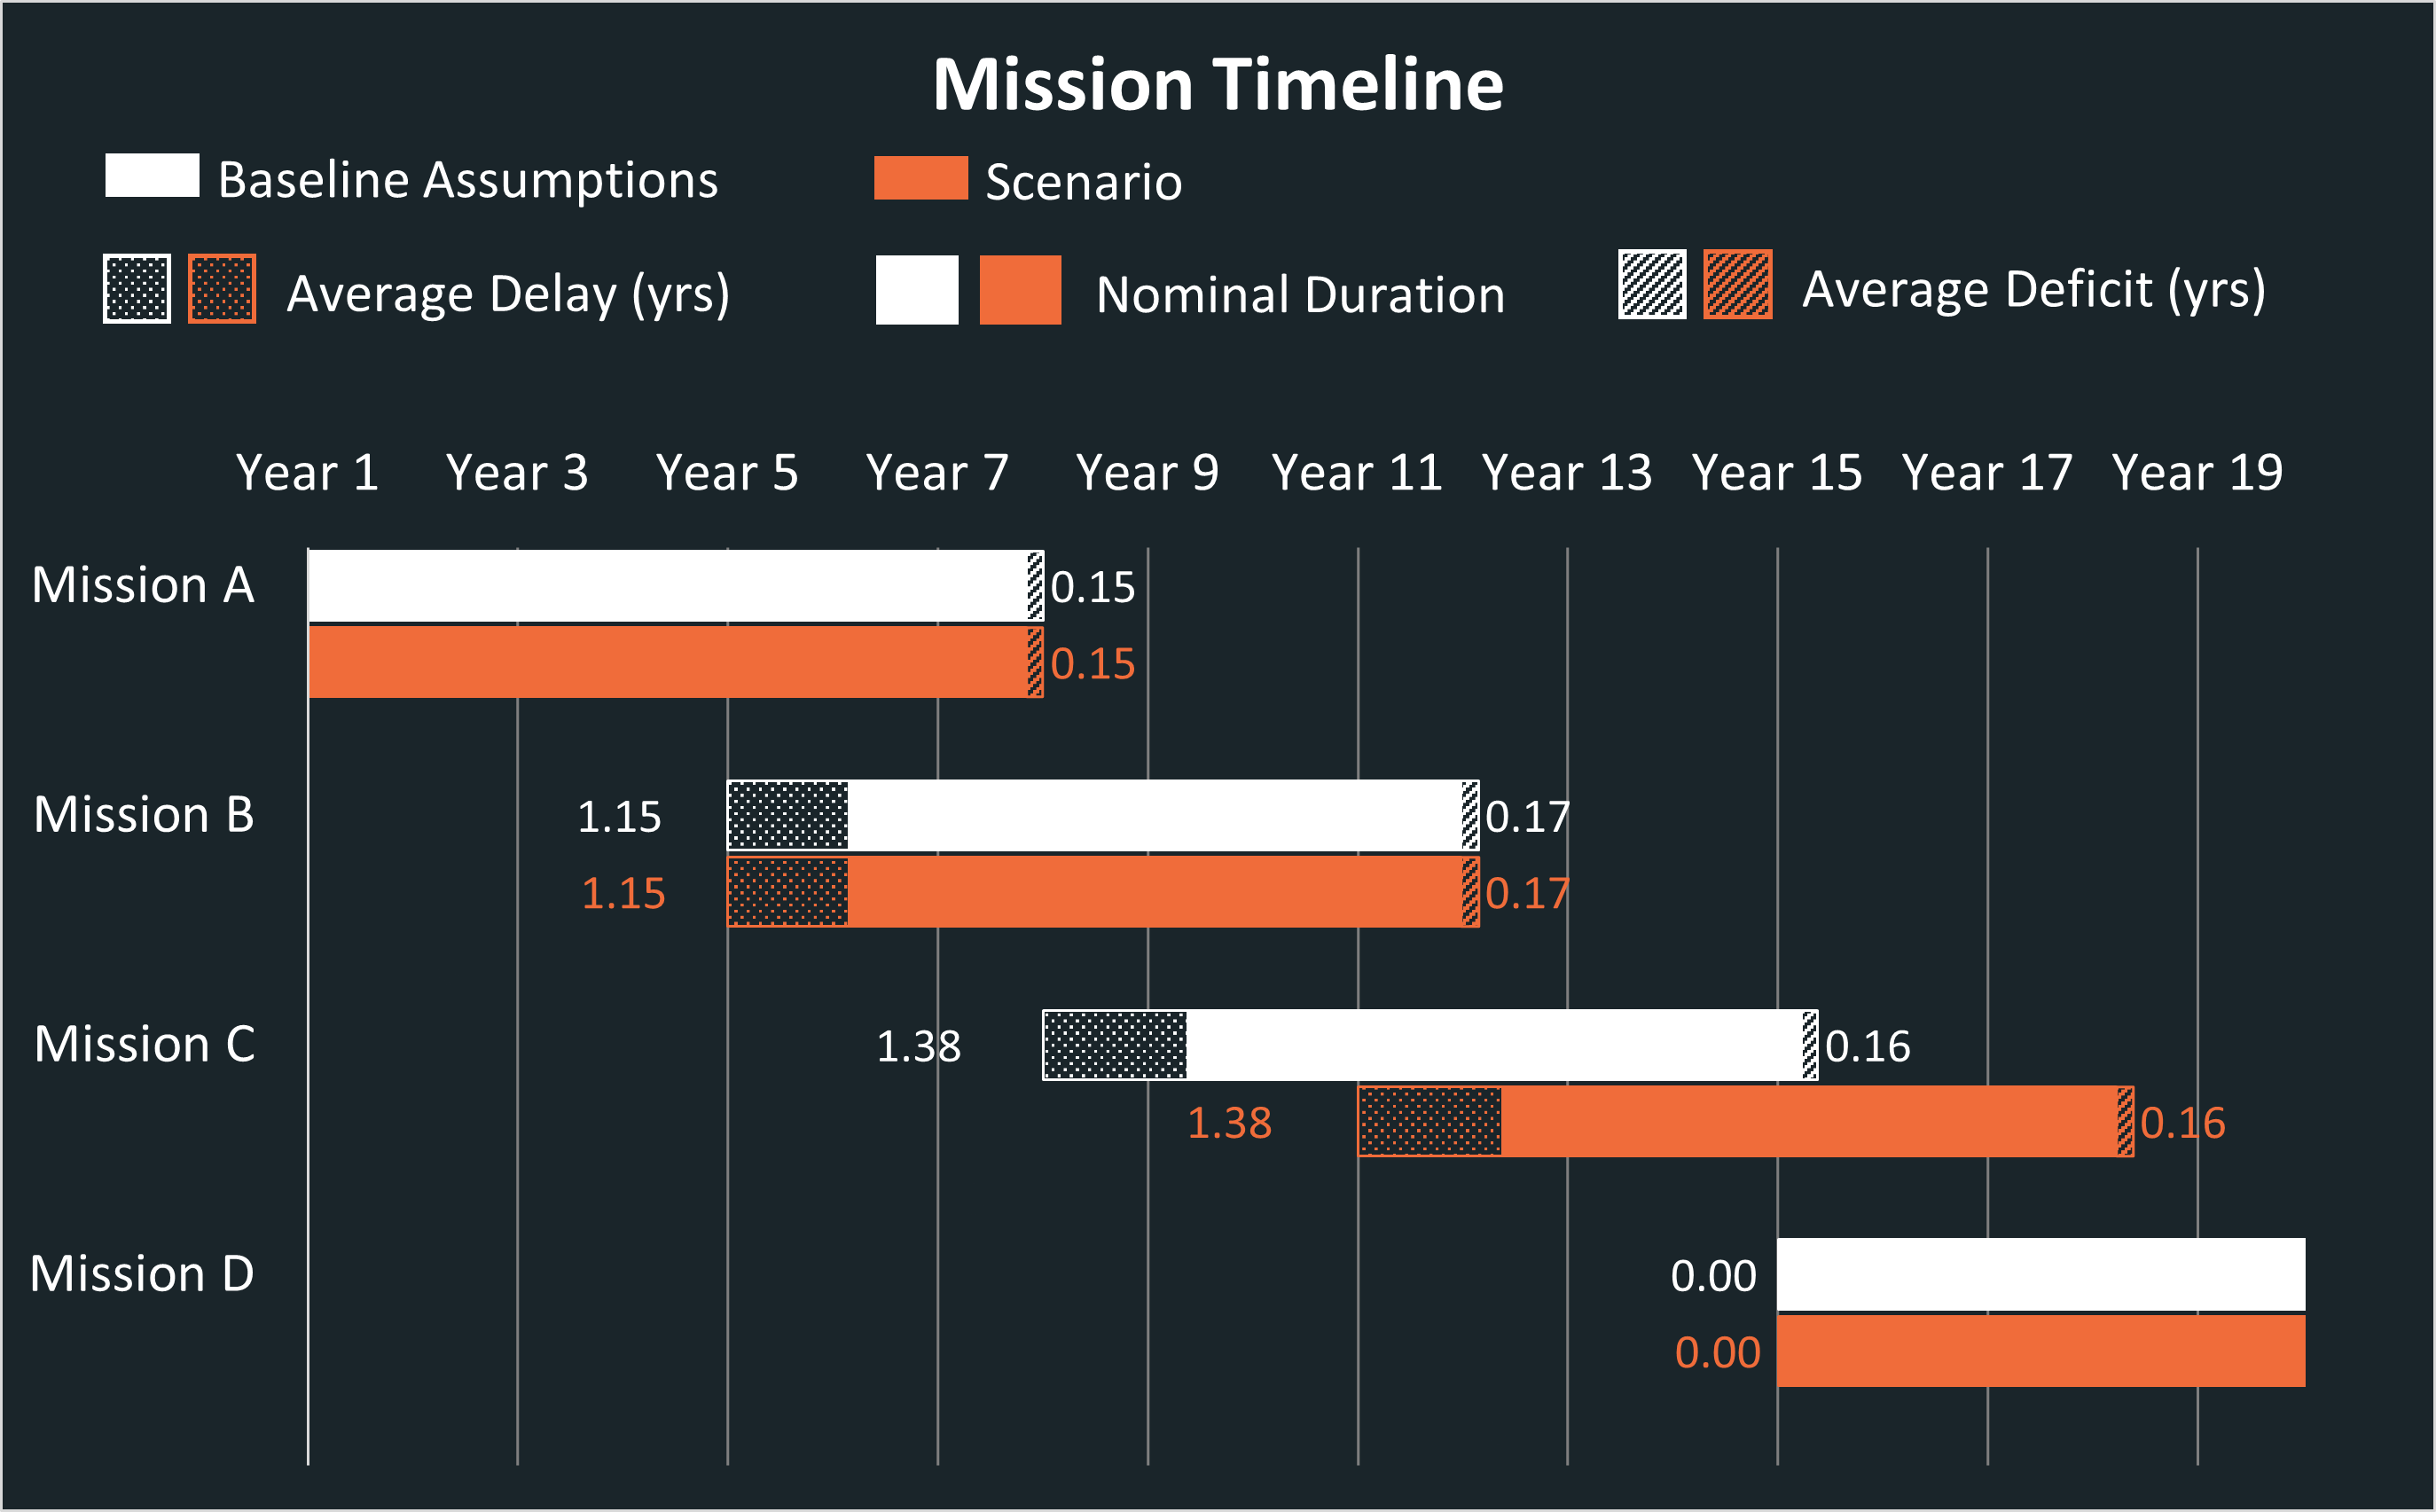 Mission Timeline
Baseline Assumptions
Scenario
Average Delay (yrs)
Nominal Duration
Average Deficit (yrs)
Year 1 Year 3 Year 5 Year 7 Year 9 Year 11 Year 13 Year 15 Year 17 Year 19
Mission A
0.15
0.15
Mission B
1.15
0.17
1.15
0.17
Mission C
1.38
0.16
1.38
0.16
Mission D
0.00
0.00